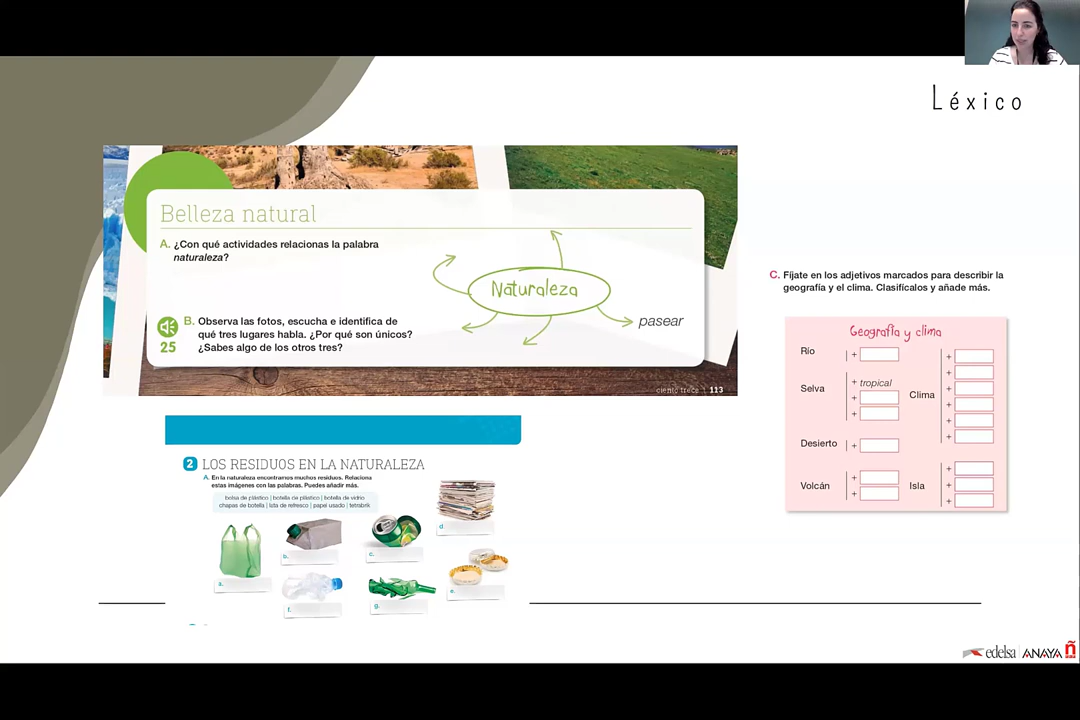 Léxico
Belleza natural
A. ¿Con qué actividades relacionas la palabra
naturaleza?
Naturaleza
pasear
B. Observa las fotos, escucha e identifica de
qué tres lugares habla. ¿Por qué son únicos?
¿Sabes algo de los otros tres?
25
ciento trece | 113
C. Fíjate en los adjetivos marcados para describir la
geografía y el clima. Clasifícalos y añade más.
Geografía y clima
Río
+
Selva
+ tropical
+
+
Desierto
+
Volcán
+
+
Clima
+
+
+
+
+
+
Isla
+
+
+
2 LOS RESIDUOS EN LA NATURALEZA
A. En la naturaleza encontramos muchos residuos. Relaciona
estas imágenes con las palabras. Puedes añadir más.
bolsa de plástico | botella de plástico | botella de vidrio
chapas de botella | lata de refresco | papel usado | tetrabrik
a.
b.
c.
d.
e.
f.
g.
edelsa | ANAYA ñ